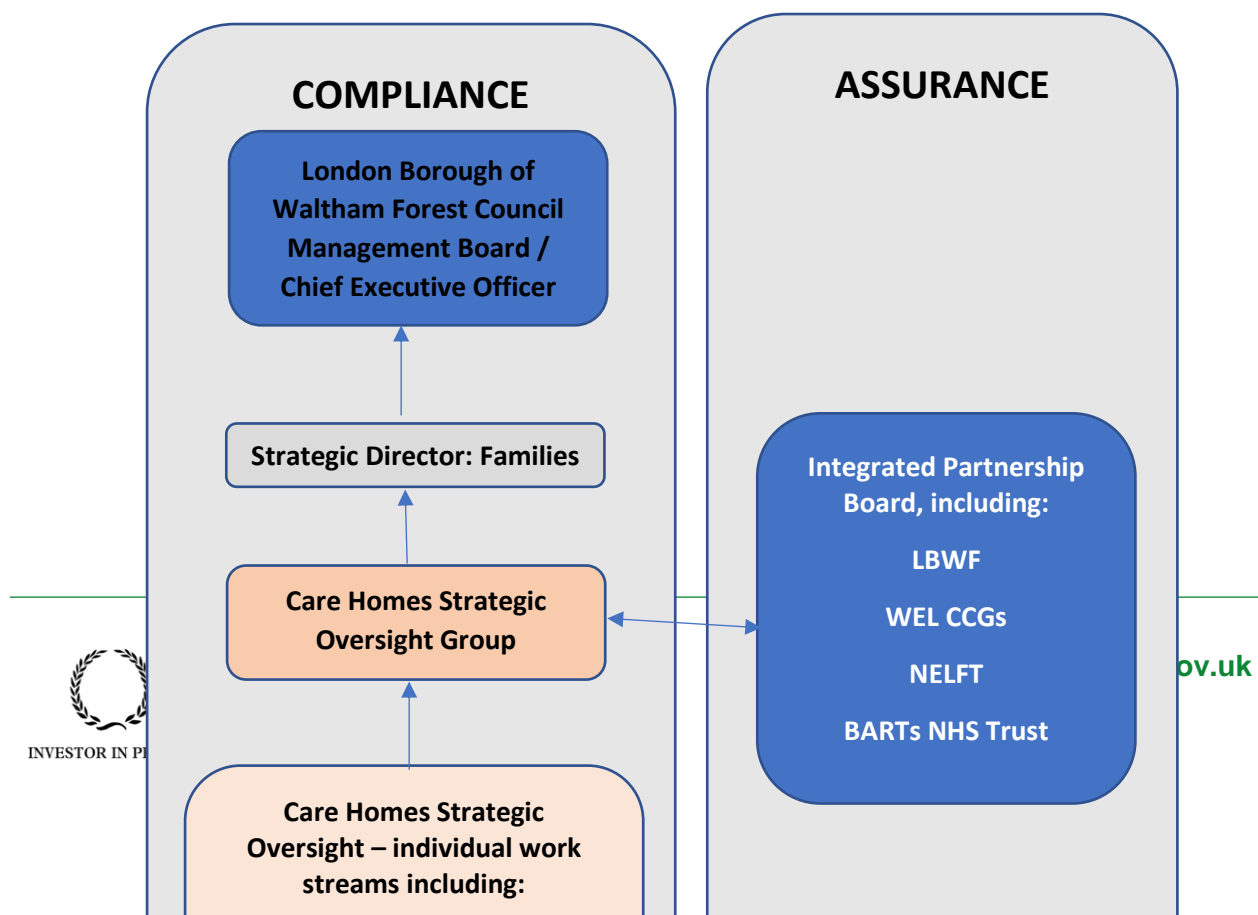 COMPLIANCE
London Borough of
Waltham Forest Council
Management Board /
Chief Executive Officer
Strategic Director: Families
Care Homes Strategic
Oversight Group
Care Homes Strategic
Oversight – individual work
streams including:
ASSURANCE
Integrated Partnership
Board, including:
LBWF
WEL CCGs
NELFT
BARTs NHS Trust
INVESTOR IN
ov.uk